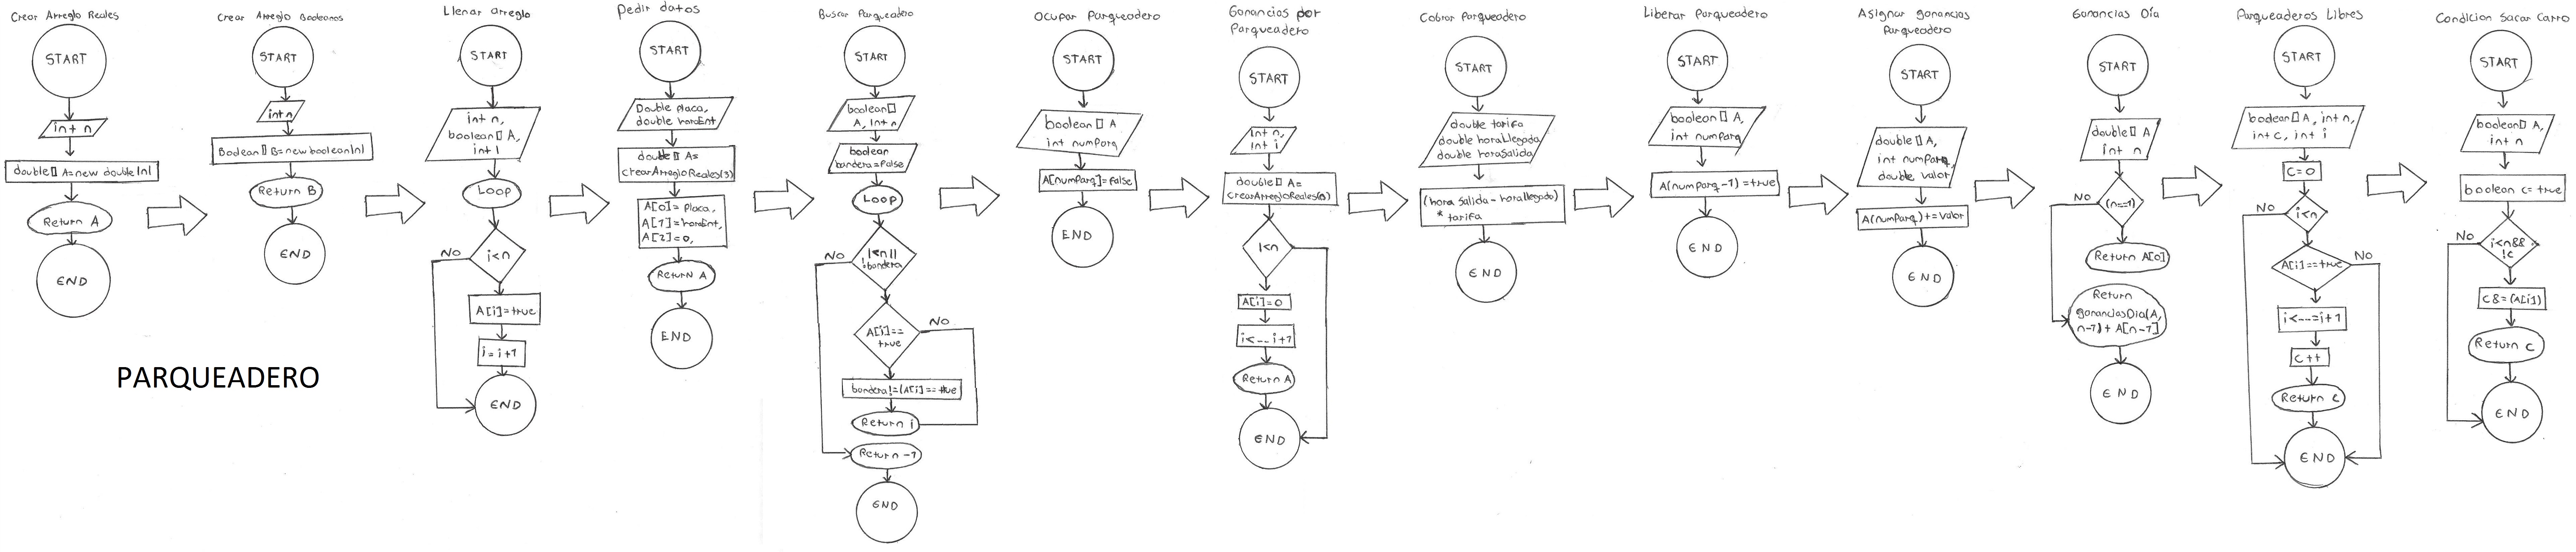 Crear Arreglo Reales
START
int n
double[] A=new double[n]
Return A
END
Crear Arreglo Booleanos
START
int n
Boolean[] B=new boolean[n]
Return B
END
Llenar arreglo
START
int n,
boolean[] A,
int i
Loop
i<n
NO
A[i]=true
i=i+1
END
Pedir datos
START
Double placa,
double horaEnt
double[] A=
crearArregloReales(3)
A[0]=placa,
A[1]=horaEnt,
A[2]=0,
Return A
END
Buscar Parqueadero
START
boolean[]
A, int n
boolean
bandera=false
Loop
i<n||
!bandera
NO
A[i]==
true
NO
bandera!=(A[i]==true
Return i
Return -1
END
Ocupar Parqueadero
START
boolean[] A
int numParq
A[numParq]=false
END
Ganancias por
Parqueadero
START
int n,
int i
double[] A=
crearArregloReales(n)
i<n
A[i]=0
i<--i+1
Return A
END
Cobrar Parqueadero
START
double tarifa
double horaLlegada
double horaSalida
(hora Salida-horallegada)
* tarifa
END
Liberar Parqueadero
START
boolean[] A,
int numParq
A(numParq-1)=true
END
Asignar ganancias
Parqueadero
START
double[] A,
int numParq,
double valor
A(numParq)+=valor
END
Ganancias Día
START
double[] A
int n
(n==1)
NO
Return A[0]
Return
gananciasDia(A,
n-1)+A[n-1]
END
Parqueaderos Libres
START
boolean[] A, int n,
int c, int i
C=0
i<n
NO
A[i]==true
NO
i<--=i+1
C++
Return c
END
Condicion Sacar Carro
START
boolean[] A,
int n
boolean c=true
i<n&&
!c
NO
c&=(A[i])
Return c
END
PARQUEADERO